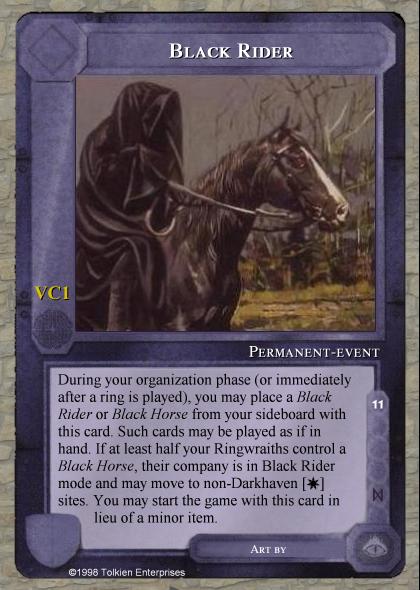 BLACK RIDER
VC1
PERMANENT-EVENT
During your organization phase (or immediately
after a ring is played), you may place a Black
Rider or Black Horse from your sideboard with
this card. Such cards may be played as if in
hand. If at least half your Ringwraiths control a
Black Horse, their company is in Black Rider
mode and may move to non-Darkhaven [✷]
sites. You may start the game with this card in
lieu of a minor item.
11
ART BY
©1998 Tolkien Enterprises